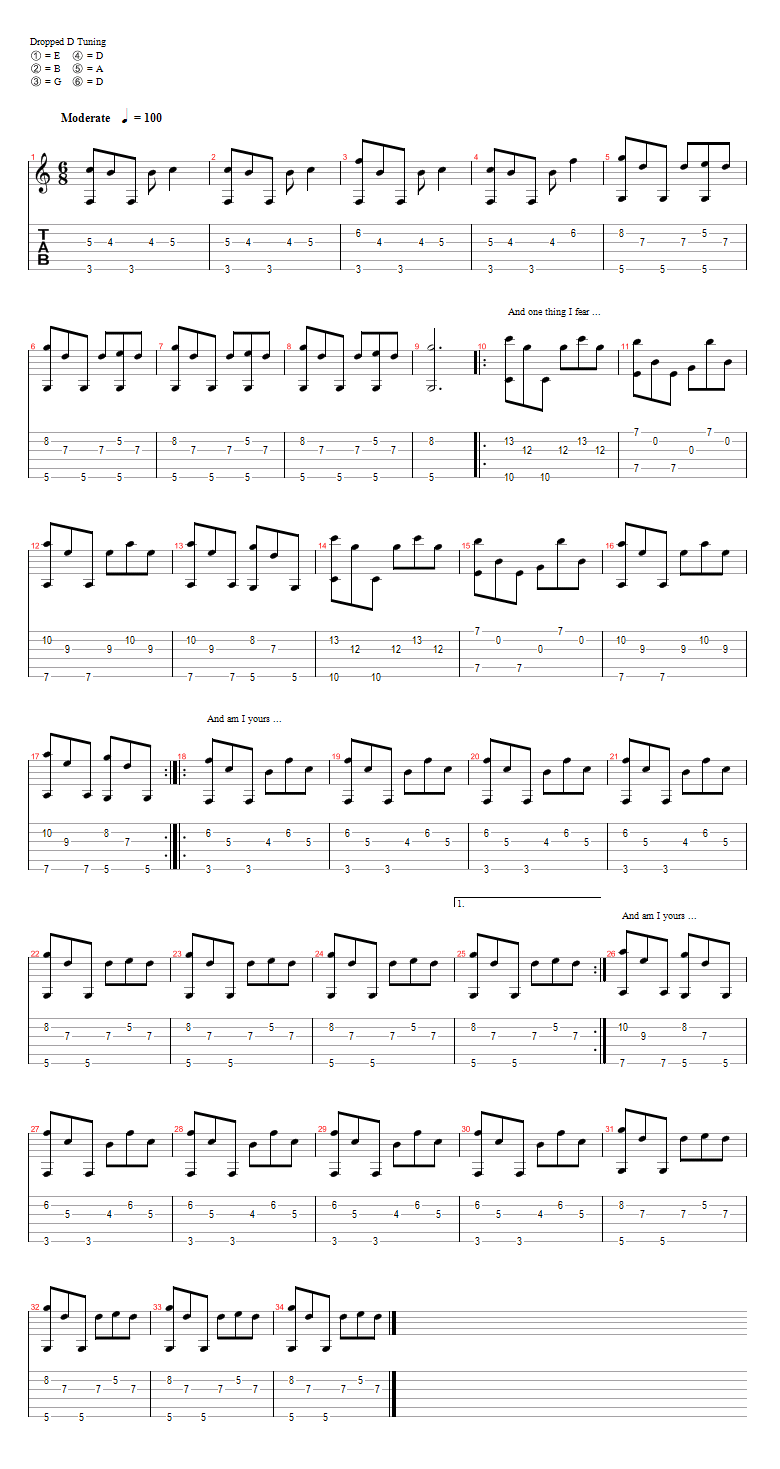 Dropped D Tuning
① = E ④ = D
② = B ⑤ = A
③ = G ⑥ = D
Moderate ♩ = 100
1 2 3 4 5
6 8
T 6 8
5 4 4 5 5 4 4 5 4 4 5 5 4 4 6 7 7 5 7
A
B
3 3 3 3 3 3 3 3 5 5 5
And one thing I fear ...
6 7 8 9 10 11
7 7
8 5 8 5 8 5 8 13 13 0 0
7 7 7 7 7 7 7 7 7 12 12 12 0
7 7
5 5 5 5 5 5 5 5 5 5 10 10
12 13 14 15 16
7 7
10 10 10 8 13 13 0 0 10 10
9 9 9 9 7 12 12 12 0 9 9 9
7 7
7 7 7 7 5 5 10 10 7 7
And am I yours ...
17 18 19 20 21
10 8 6 6 6 6 6 6 6 6
9 7 5 4 5 5 4 5 5 4 5 5 4 5
7 7 5 5 3 3 3 3 3 3 3 3
1.
And am I yours ...
22 23 24 25 26
8 5 8 5 8 5 8 5 10 8
7 7 7 7 7 7 7 7 7 7 7 7 9 7
5 5 5 5 5 5 5 5 7 7 5 5
27 28 29 30 31
6 6 6 6 6 6 6 6 8 5
5 4 5 5 4 5 5 4 5 5 4 5 7 7 7
3 3 3 3 3 3 3 3 5 5
32 33 34
8 5 8 5 8 5
7 7 7 7 7 7 7 7 7
5 5 5 5 5 5